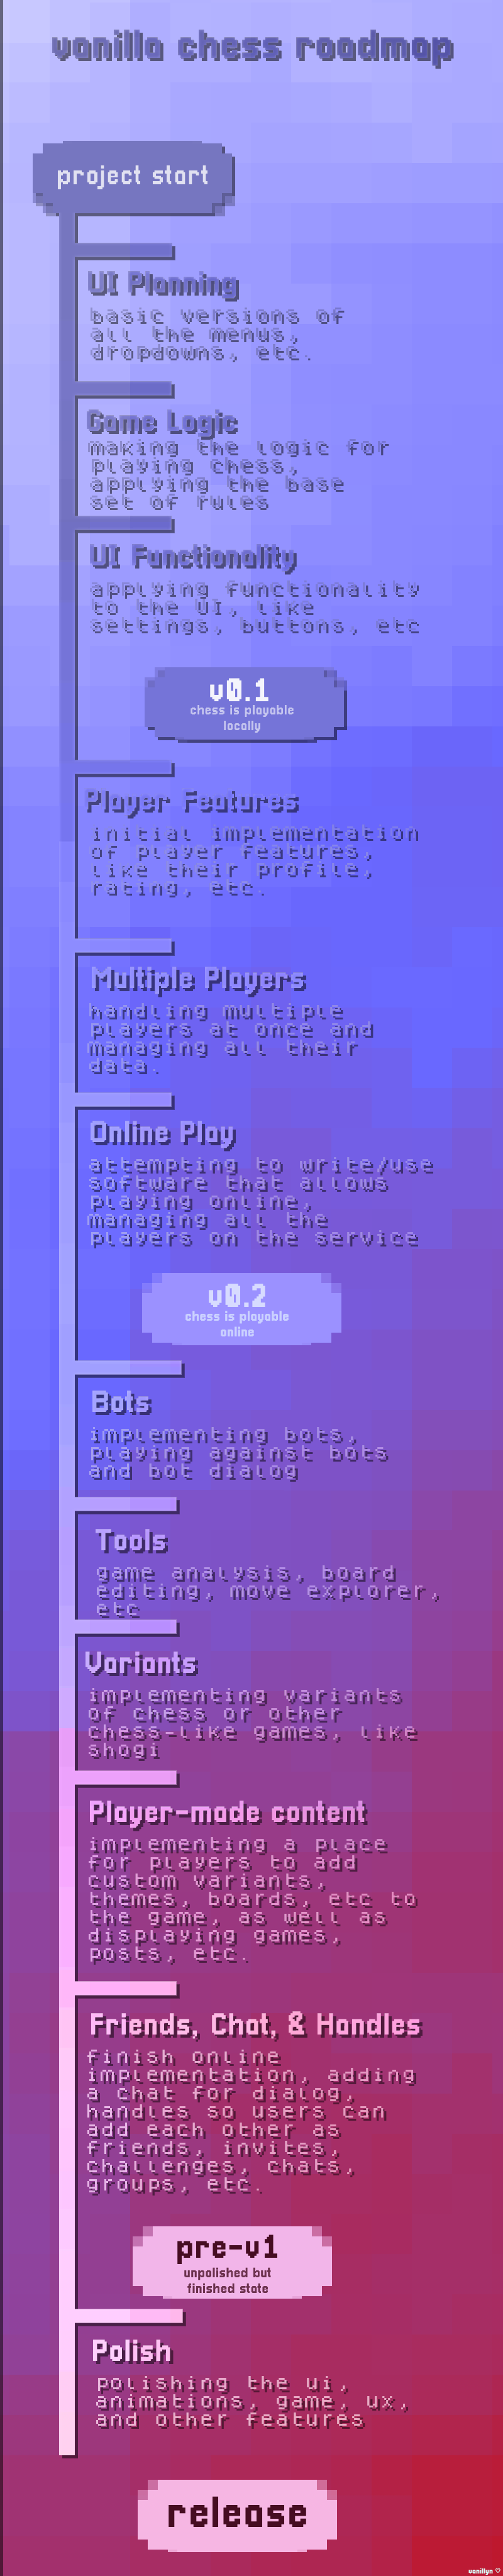 vanilla chess roadmap
project start
UI Planning
basic versions of
all the menus,
dropdowns, etc.
Game Logic
making the logic for
playing chess,
applying the base
set of rules
UI Functionality
applying functionality
to the UI, like
settings, buttons, etc
v0.1
chess is playable
locally
Player Features
initial implementation
of player features,
like their profile,
rating, etc.
Multiple Players
handling multiple
players at once and
managing all their
data.
Online Play
attempting to write/use
software that allows
playing online,
managing all the
players on the service
v0.2
chess is playable
online
Bots
implementing bots,
playing against bots
and bot dialog
Tools
game analysis, board
editing, move explorer,
etc
Variants
implementing variants
of chess or other
chess-like games, like
shogi
Player-made content
implementing a place
for players to add
custom variants,
themes, boards, etc to
the game, as well as
displaying games,
posts, etc.
Friends, Chat, & Handles
finish online
implementation, adding
a chat for dialog,
handles so users can
add each other as
friends, invites,
challenges, chats,
groups, etc.
pre-v1
unpolished but
finished state
Polish
polishing the ui,
animations, game, ux,
and other features
release
vanillyn ♡